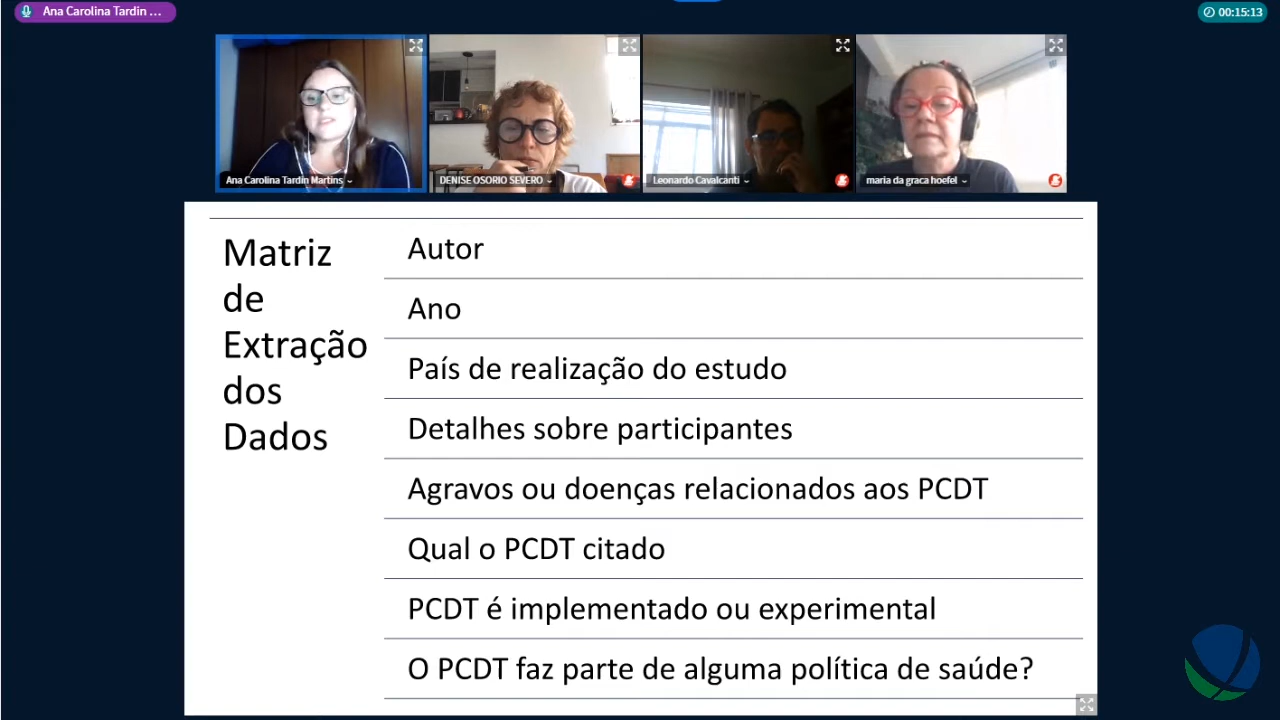 Ana Carolina Tardin ...
00:15:13
Ana Carolina Tardin Martins
DENISE OSORIO SEVERO
Leonardo Cavalcanti
maria da graca hoefel
Matriz
de
Extração
dos
Dados
Autor
Ano
País de realização do estudo
Detalhes sobre participantes
Agravos ou doenças relacionados aos PCDT
Qual o PCDT citado
PCDT é implementado ou experimental
O PCDT faz parte de alguma política de saúde?